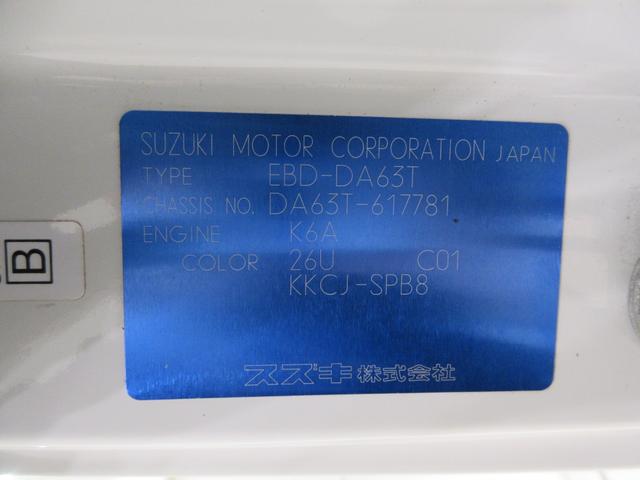 SUZUKI MOTOR CORPORATION JAPAN
TYPE EBD-DA63T
CHASSIS NO. DA63T-617781
ENGINE K6A
COLOR 26U C01
KKCJ-SPB8
スズキ株式会社
B